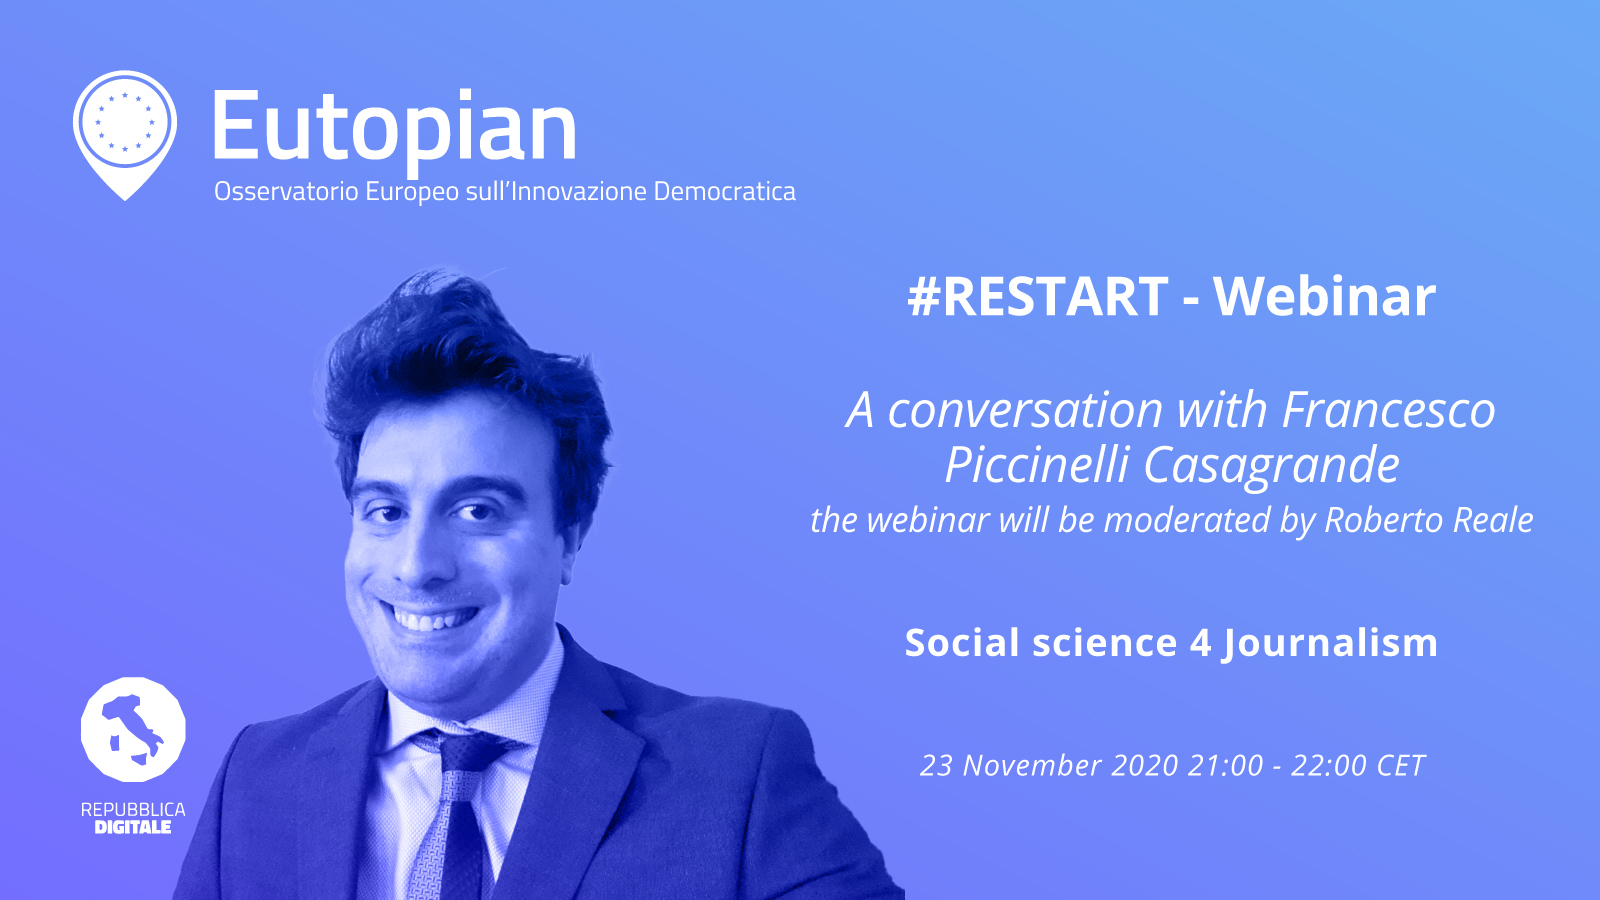 Eutopian
Osservatorio Europeo sull'Innovazione Democratica
#RESTART - Webinar
A conversation with Francesco
Piccinelli Casagrande
the webinar will be moderated by Roberto Reale
Social science 4 Journalism
23 November 2020 21:00 - 22:00 CET
REPUBBLICA
DIGITALE